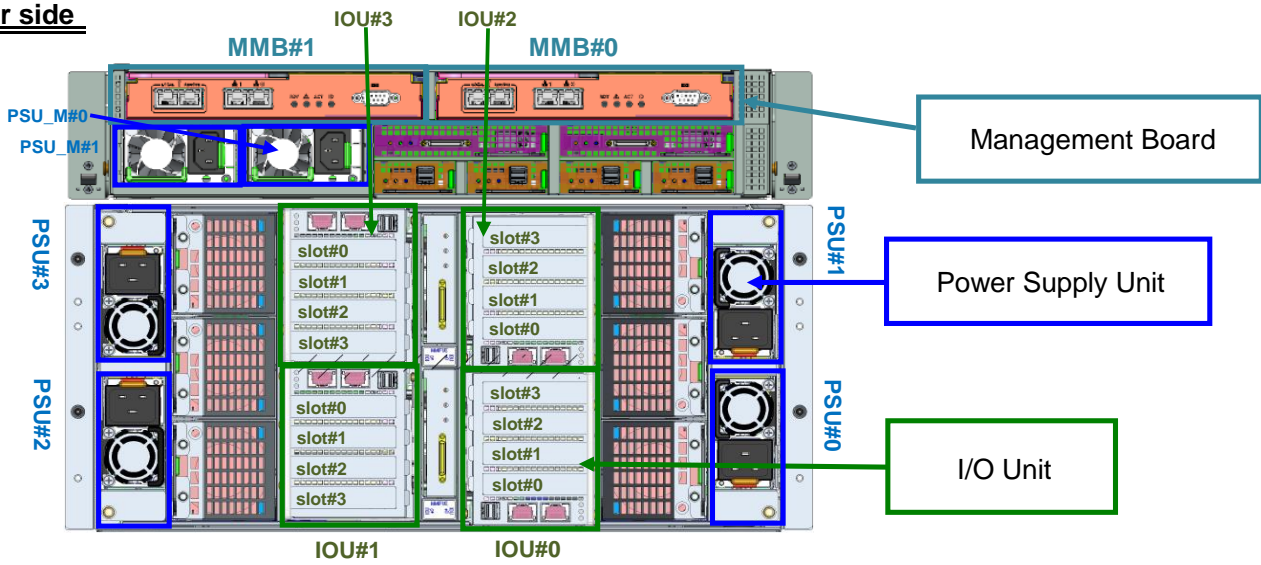 r side
IOU#3
IOU#2
MMB#1
MMB#0
PSU_M#0
PSU_M#1
Management Board
PSU#3
PSU#1
slot#0
slot#1
slot#2
slot#3
slot#3
slot#2
slot#1
slot#0
Power Supply Unit
PSU#2
PSU#0
slot#0
slot#1
slot#2
slot#3
slot#3
slot#2
slot#1
slot#0
I/O Unit
IOU#1
IOU#0